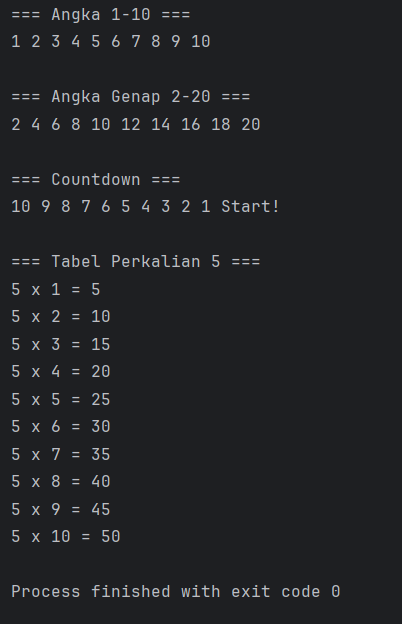 === Angka 1-10 ===
1 2 3 4 5 6 7 8 9 10
=== Angka Genap 2-20 ===
2 4 6 8 10 12 14 16 18 20
=== Countdown ===
10 9 8 7 6 5 4 3 2 1 Start!
=== Tabel Perkalian 5 ===
5 x 1 = 5
5 x 2 = 10
5 x 3 = 15
5 x 4 = 20
5 x 5 = 25
5 x 6 = 30
5 x 7 = 35
5 x 8 = 40
5 x 9 = 45
5 x 10 = 50
Process finished with exit code 0